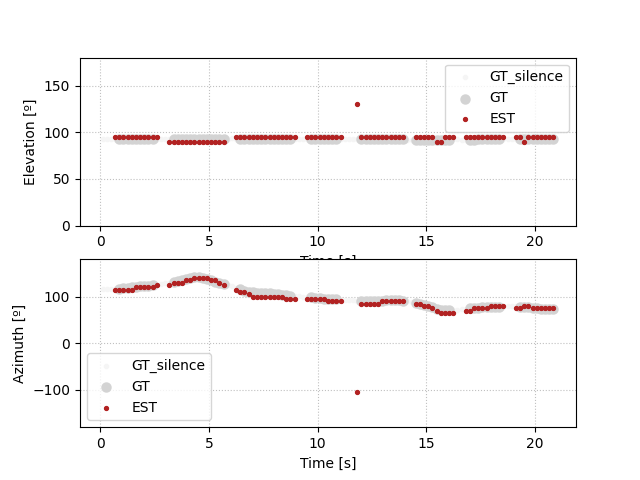 Elevation [º]
150
100
50
0
GT_silence
GT
EST
0
5
10
15
20
Time [s]
Azimuth [º]
100
0
−100
GT_silence
GT
EST
0
5
10
15
20
Time [s]